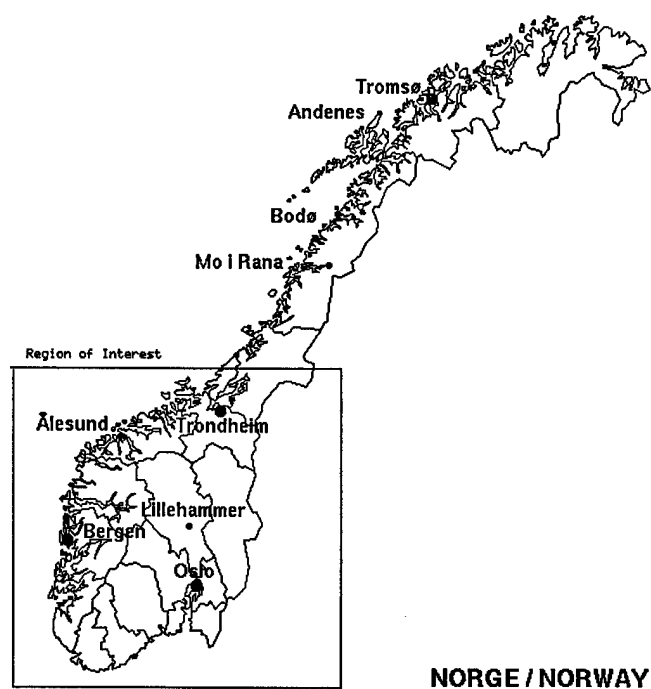 Tromsø
Andenes
Bodø
Mo i Rana
Region of Interest
Ålesund
Trondheim
Lillehammer
Bergen
Oslo
NORGE / NORWAY